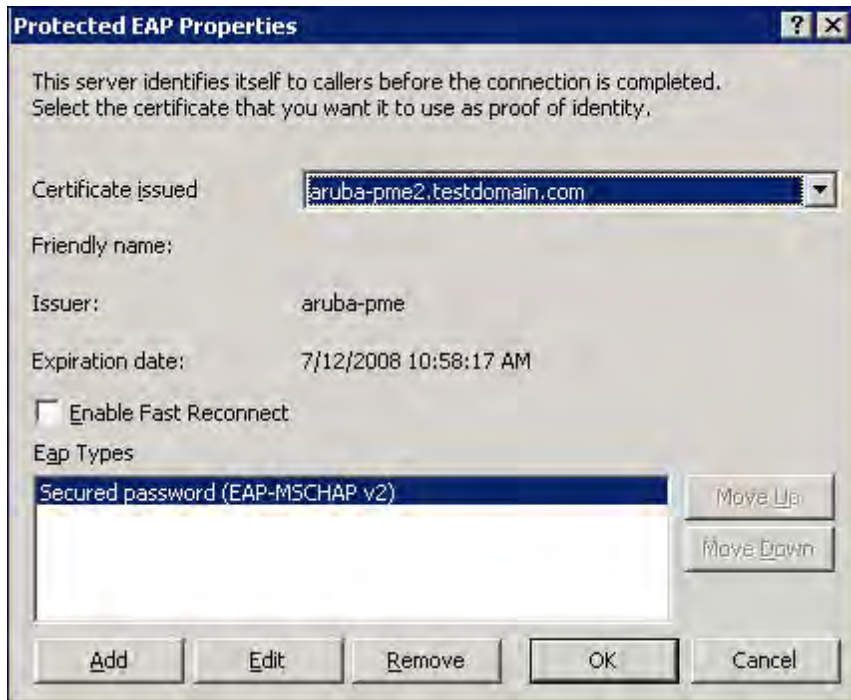 Protected EAP Properties
This server identifies itself to callers before the connection is completed.
Select the certificate that you want it to use as proof of identity.
Certificate issued aruba-pme2.testdomain.com
Friendly name:
Issuer: aruba-pme
Expiration date: 7/12/2008 10:58:17 AM
Enable Fast Reconnect
Eap Types
Secured password (EAP-MSCHAP v2)
Move Up
Move Down
Add Edit Remove OK Cancel